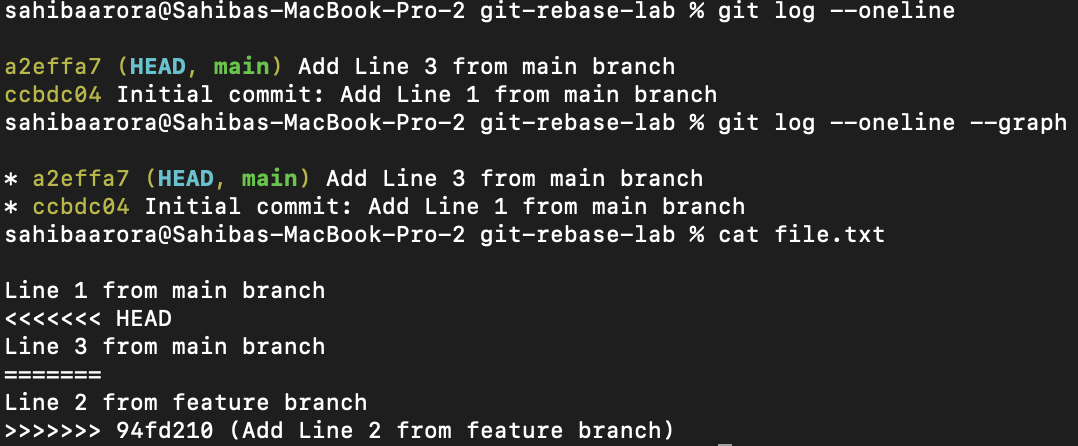 sahibaarora@Sahibas-MacBook-Pro-2 git-rebase-lab % git log --oneline
a2effa7 (HEAD, main) Add Line 3 from main branch
ccbdc04 Initial commit: Add Line 1 from main branch
sahibaarora@Sahibas-MacBook-Pro-2 git-rebase-lab % git log --oneline --graph
* a2effa7 (HEAD, main) Add Line 3 from main branch
* ccbdc04 Initial commit: Add Line 1 from main branch
sahibaarora@Sahibas-MacBook-Pro-2 git-rebase-lab % cat file.txt
Line 1 from main branch
<<<<<<< HEAD
Line 3 from main branch
=======
Line 2 from feature branch
>>>>>>> 94fd210 (Add Line 2 from feature branch)